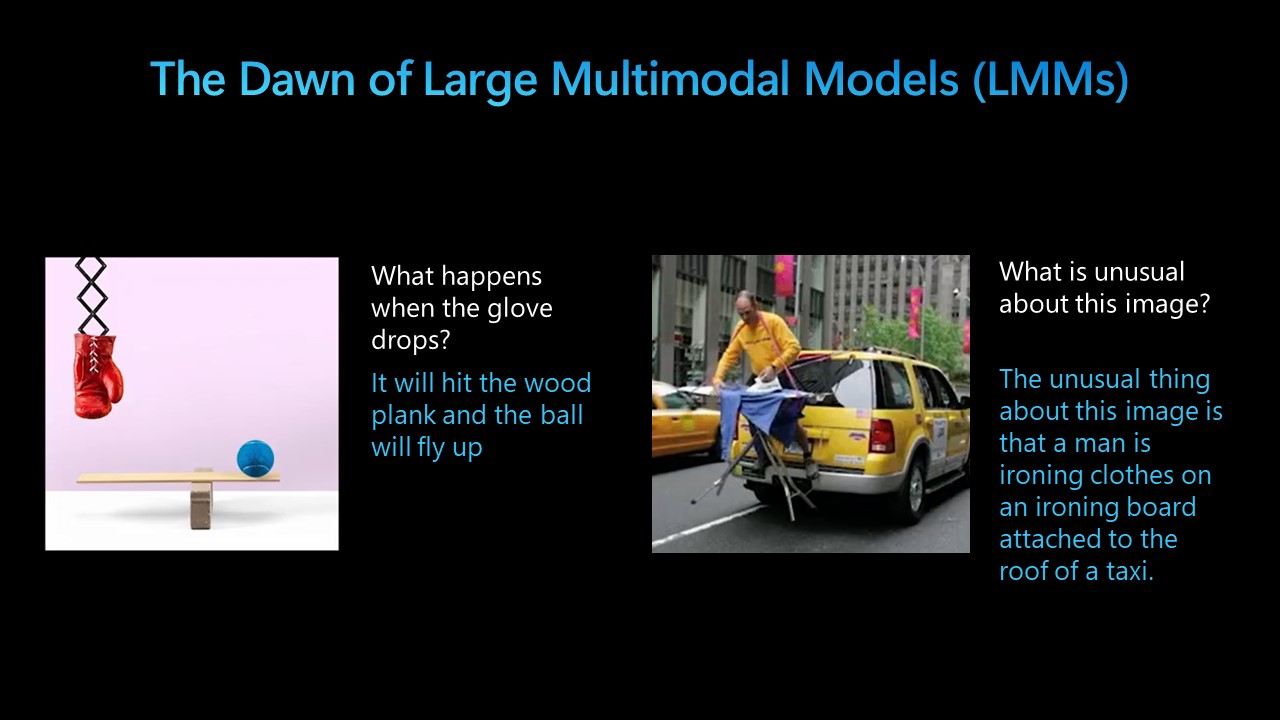 The Dawn of Large Multimodal Models (LMMs)
What happens
when the glove
drops?
It will hit the wood
plank and the ball
will fly up
What is unusual
about this image?
The unusual thing
about this image is
that a man is
ironing clothes on
an ironing board
attached to the
roof of a taxi.